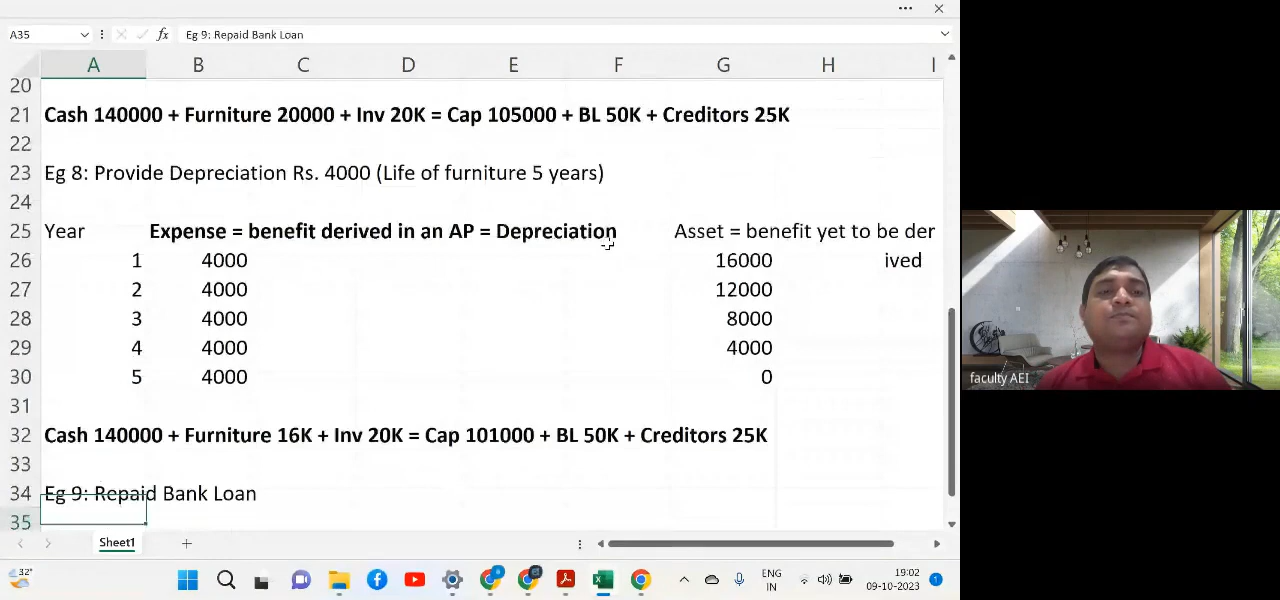 A35
fx
Eg 9: Repaid Bank Loan
A B C D E F G H I
20
21 Cash 140000 + Furniture 20000 + Inv 20K = Cap 105000 + BL 50K + Creditors 25K
22
23 Eg 8: Provide Depreciation Rs. 4000 (Life of furniture 5 years)
24
25 Year Expense = benefit derived in an AP = Depreciation Asset = benefit yet to be der
26 1 4000 16000 ived
27 2 4000 12000
28 3 4000 8000
29 4 4000 4000
30 5 4000 0
31
32 Cash 140000 + Furniture 16K + Inv 20K = Cap 101000 + BL 50K + Creditors 25K
33
34 Eg 9: Repaid Bank Loan
35
Sheet1
faculty AEI
32°
ENG
IN
19:02
09-10-2023
1